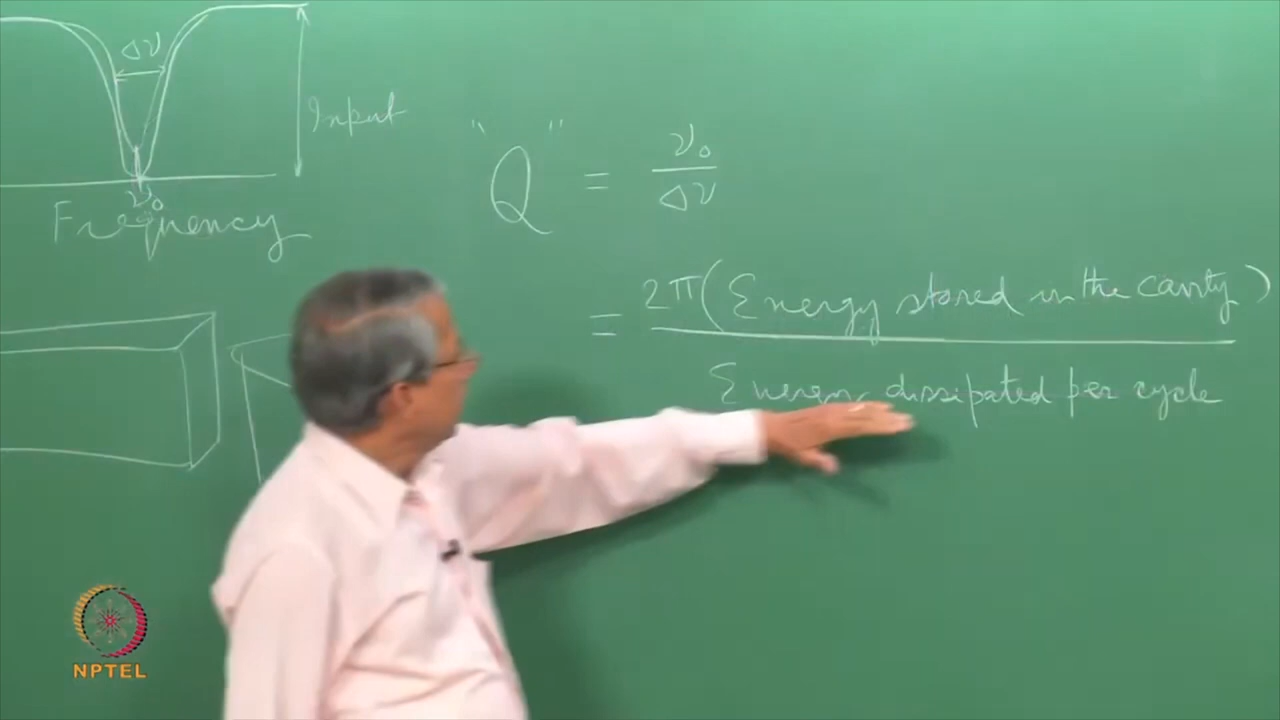 Δν
Input
ν₀
Frequency
"Q" = ν₀/Δν
= 2π(Energy stored in the cavity)
Energy dissipated per cycle
NPTEL